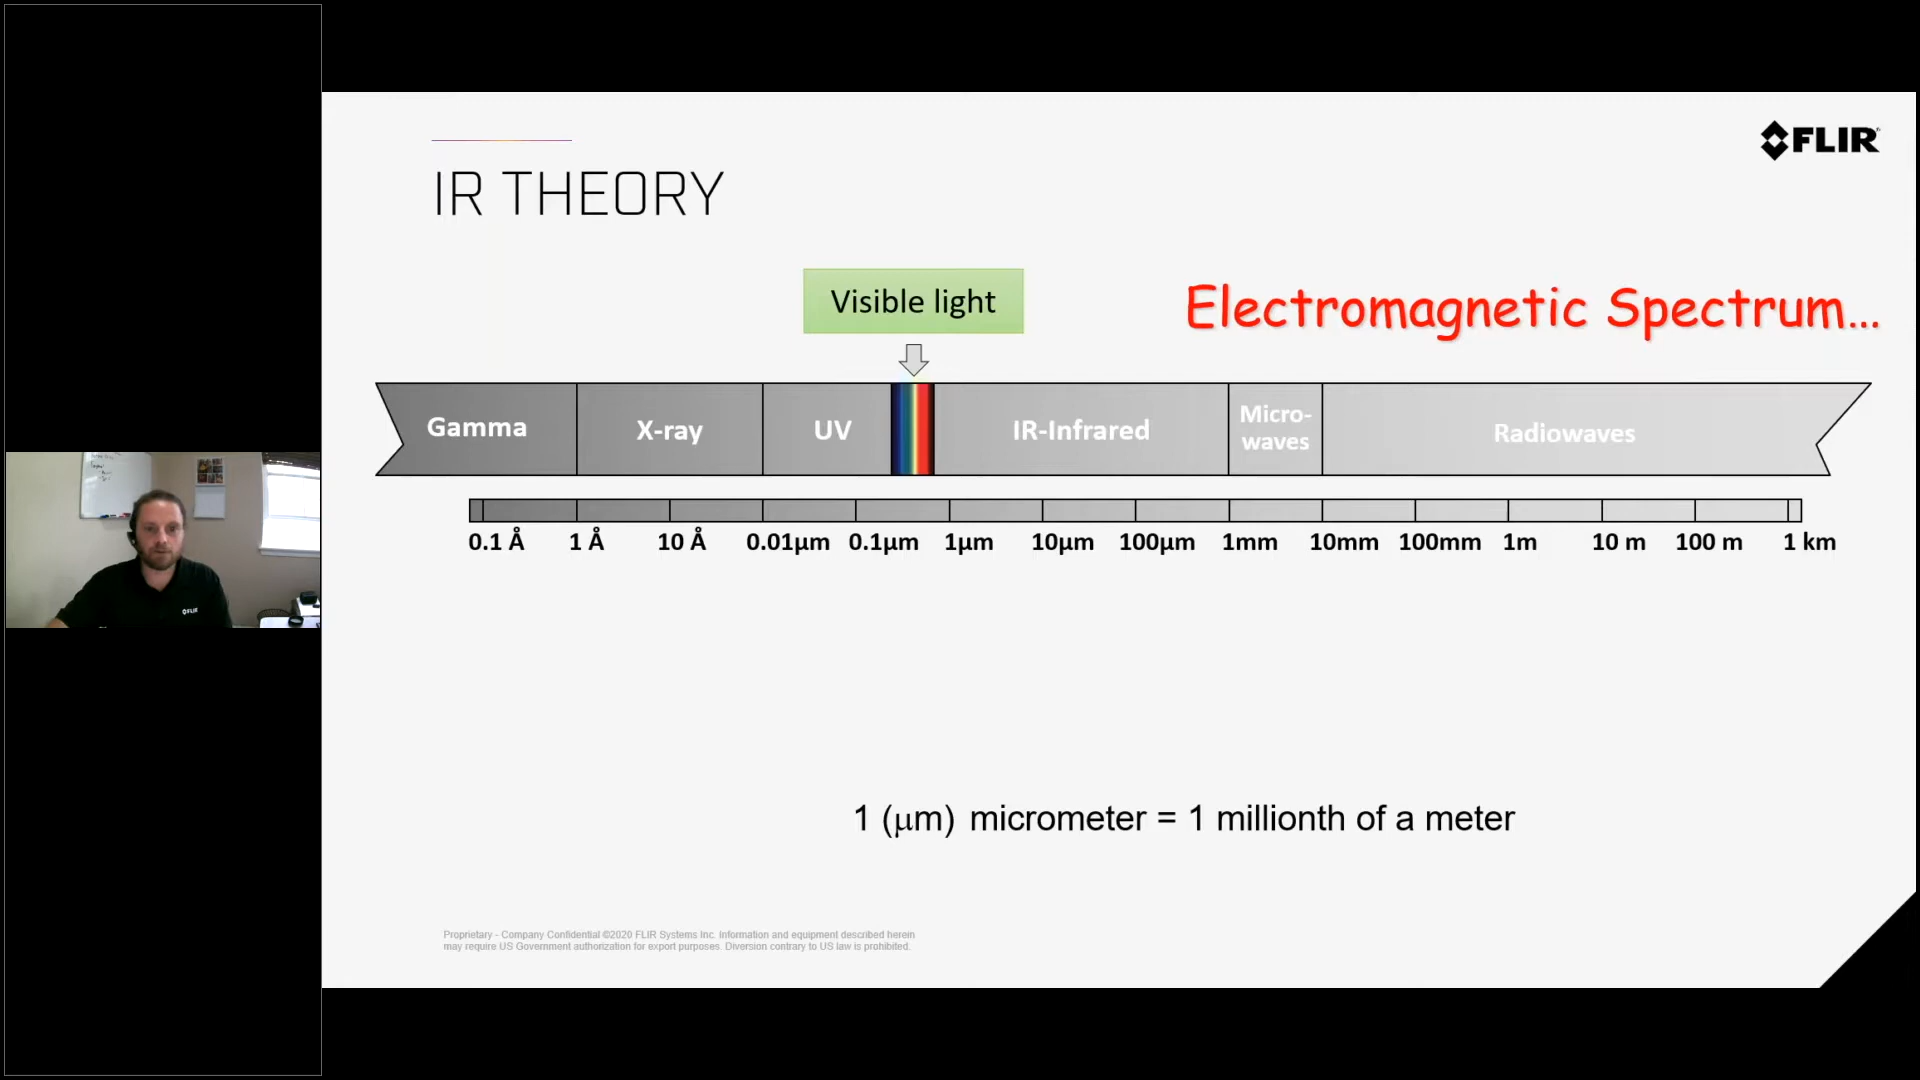 FLIR
IR THEORY
Visible light
Electromagnetic Spectrum...
Gamma
X-ray
UV
IR-Infrared
Micro-
waves
Radiowaves
0.1 Å 1 Å 10 Å 0.01µm 0.1µm 1µm 10µm 100µm 1mm 10mm 100mm 1m 10 m 100 m 1 km
FLIR
1 (µm) micrometer = 1 millionth of a meter
Proprietary - Company Confidential ©2020 FLIR Systems Inc. Information and equipment described herein
may require US Government authorization for export purposes. Diversion contrary to US law is prohibited.